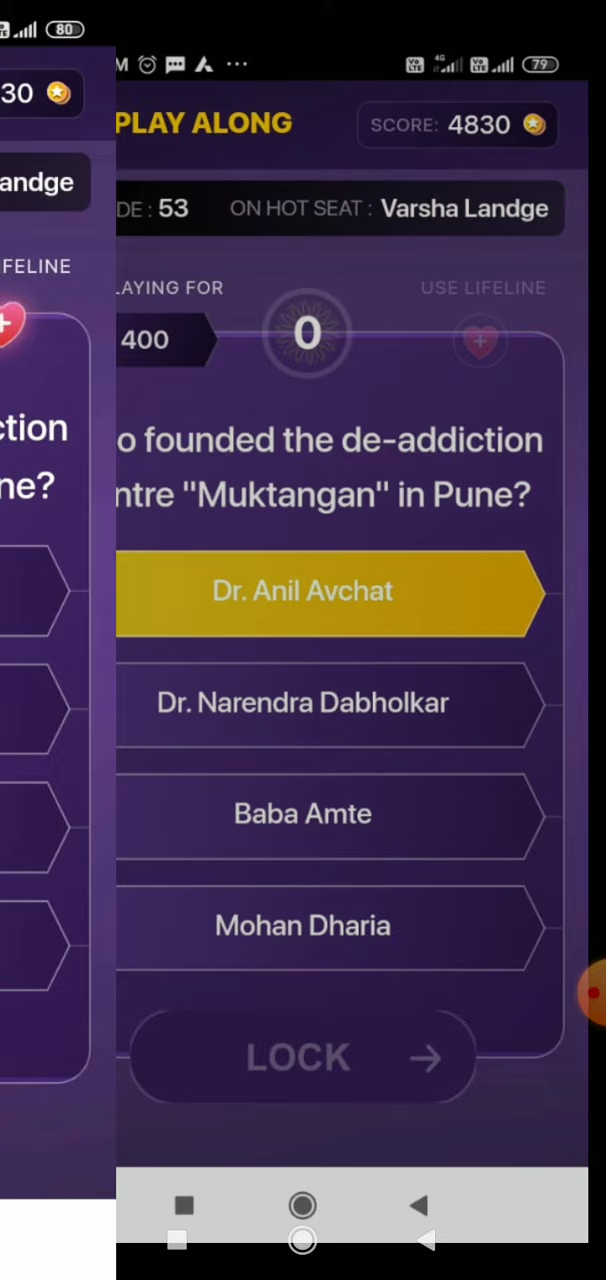 80
M ... 4G 79
30
PLAY ALONG SCORE: 4830
andge
DE : 53 ON HOT SEAT : Varsha Landge
FELINE
LAYING FOR USE LIFELINE
400 0
ction
ne?
o founded the de-addiction
ntre "Muktangan" in Pune?
Dr. Anil Avchat
Dr. Narendra Dabholkar
Baba Amte
Mohan Dharia
LOCK